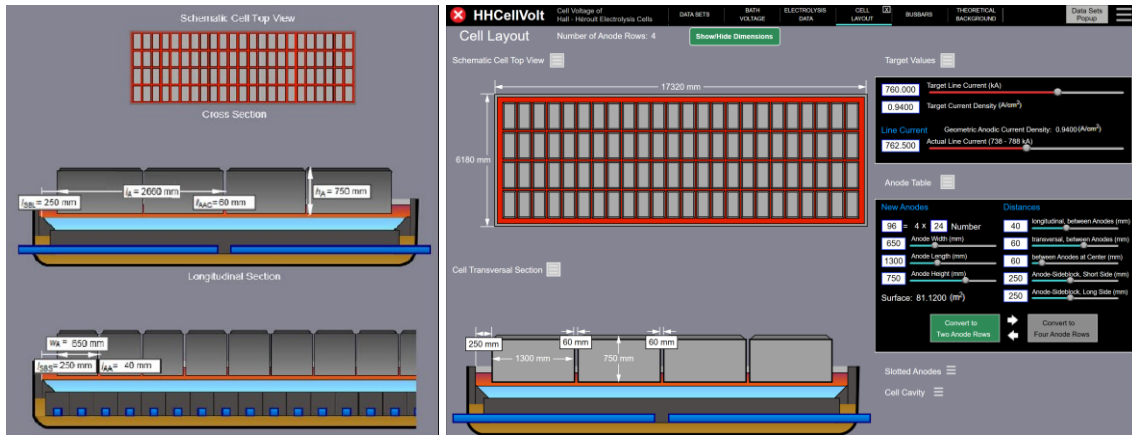 Schematic Cell Top View
Cross Section
lA = 2660 mm
hA = 750 mm
lSBL = 250 mm
lAAC = 60 mm
Longitudinal Section
wA = 650 mm
lSBS = 250 mm
lAA = 40 mm
HHCellVolt
Cell Voltage of
Hall - Héroult Electrolysis Cells
DATA SETS
BATH
VOLTAGE
ELECTROLYSIS
DATA
CELL
LAYOUT
X
BUSBARS
THEORETICAL
BACKGROUND
Data Sets
Popup
Cell Layout
Number of Anode Rows: 4
Show/Hide Dimensions
Schematic Cell Top View
17320 mm
6180 mm
Cell Transversal Section
250 mm
60 mm
60 mm
1300 mm
750 mm
Target Values
760.000 Target Line Current (kA)
0.9400 Target Current Density (A/cm²)
Line Current Geometric Anodic Current Density: 0.9400 (A/cm²)
762.500 Actual Line Current (738 - 788 kA)
Anode Table
New Anodes
96 = 4 x 24 Number
650 Anode Width (mm)
1300 Anode Length (mm)
750 Anode Height (mm)
Surface: 81.1200 (m²)
Distances
40 longitudinal, between Anodes (mm)
60 transversal, between Anodes (mm)
60 between Anodes at Center (mm)
250 Anode-Sideblock, Short Side (mm)
250 Anode-Sideblock, Long Side (mm)
Convert to
Two Anode Rows
Convert to
Four Anode Rows
Slotted Anodes
Cell Cavity